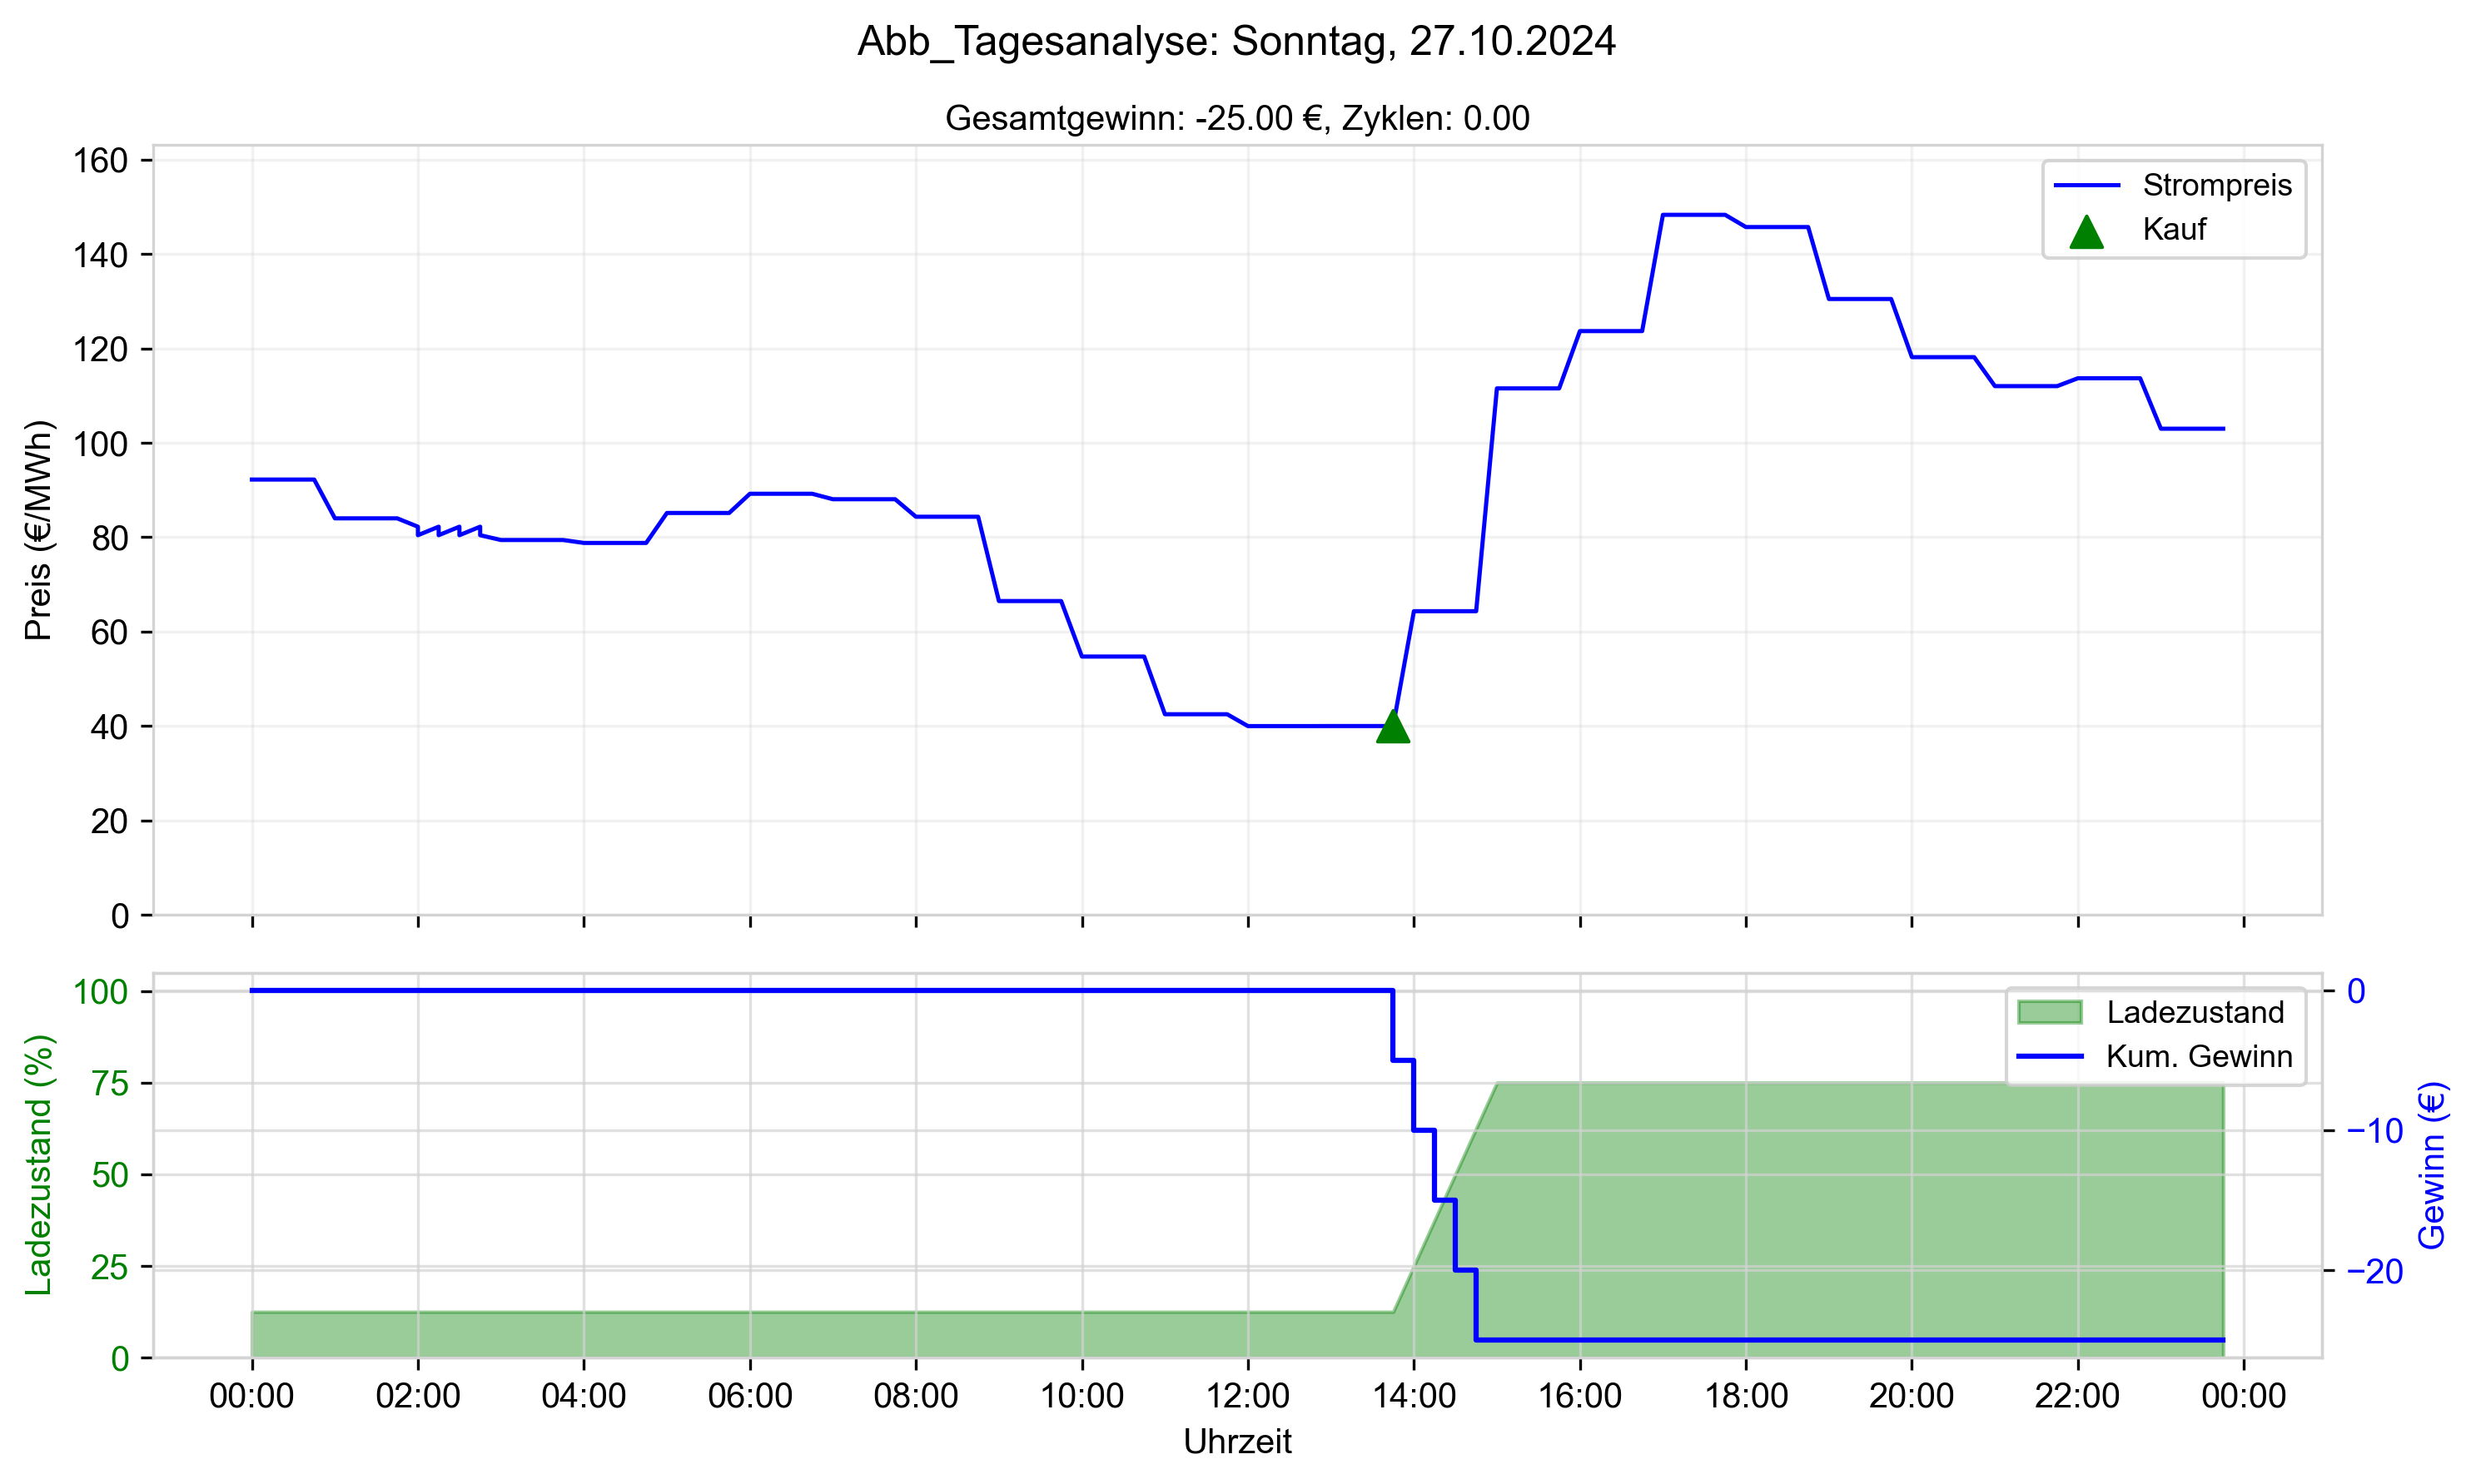 Abb_Tagesanalyse: Sonntag, 27.10.2024
Gesamtgewinn: -25.00 €, Zyklen: 0.00
Preis (€/MWh)
160
140
120
100
80
60
40
20
0
Strompreis
Kauf
Ladezustand (%)
100
75
50
25
0
Ladezustand
Kum. Gewinn
0
−10
−20
Gewinn (€)
00:00 02:00 04:00 06:00 08:00 10:00 12:00 14:00 16:00 18:00 20:00 22:00 00:00
Uhrzeit